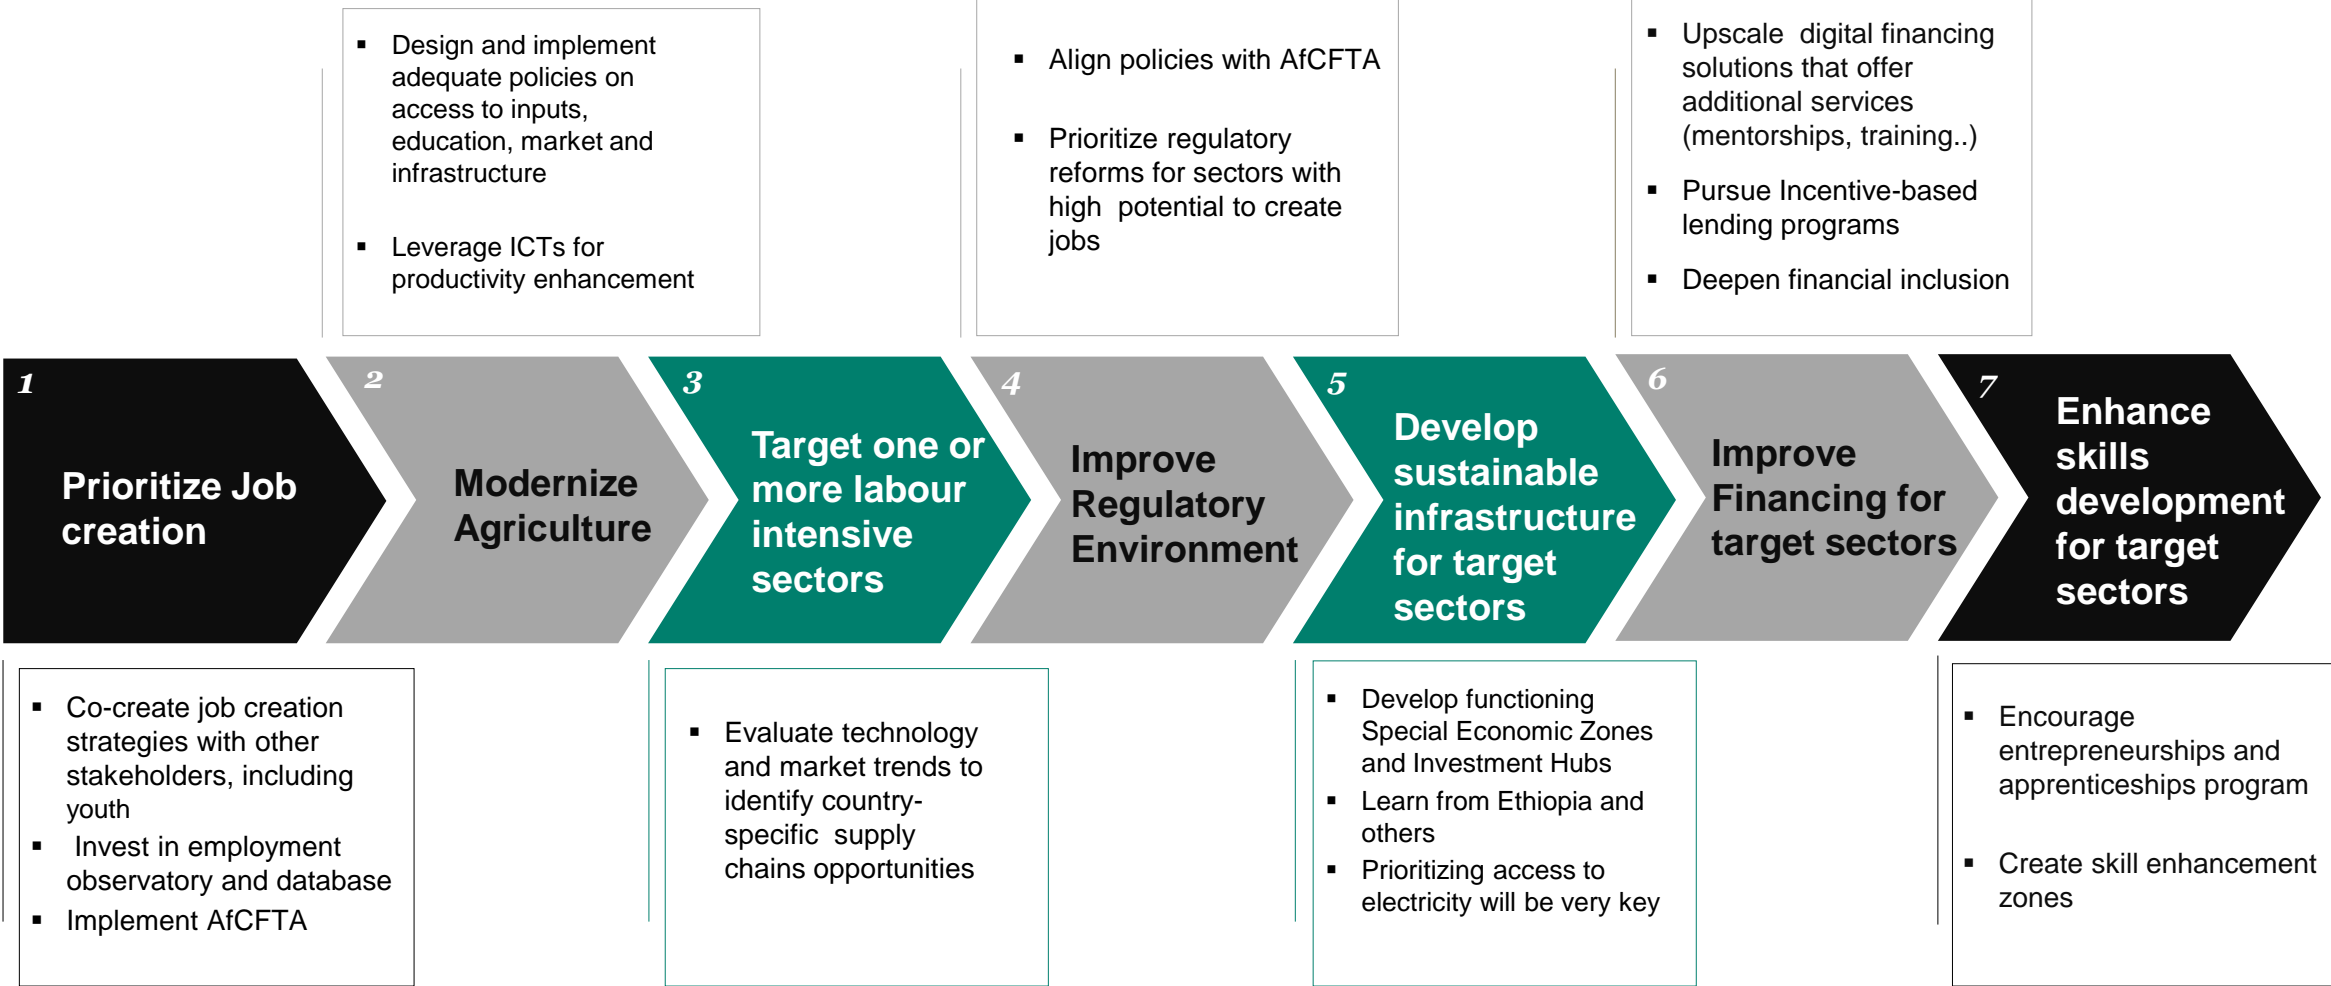 Design and implement
adequate policies on
access to inputs,
education, market and
infrastructure
Leverage ICTs for
productivity enhancement
Align policies with AfCFTA
Prioritize regulatory
reforms for sectors with
high potential to create
jobs
Upscale digital financing
solutions that offer
additional services
(mentorships, training..)
Pursue Incentive-based
lending programs
Deepen financial inclusion
1
Prioritize Job
creation
2
Modernize
Agriculture
3
Target one or
more labour
intensive
sectors
4
Improve
Regulatory
Environment
5
Develop
sustainable
infrastructure
for target
sectors
6
Improve
Financing for
target sectors
7
Enhance
skills
development
for target
sectors
Co-create job creation
strategies with other
stakeholders, including
youth
Invest in employment
observatory and database
Implement AfCFTA
Evaluate technology
and market trends to
identify country-
specific supply
chains opportunities
Develop functioning
Special Economic Zones
and Investment Hubs
Learn from Ethiopia and
others
Prioritizing access to
electricity will be very key
Encourage
entrepreneurships and
apprenticeships program
Create skill enhancement
zones